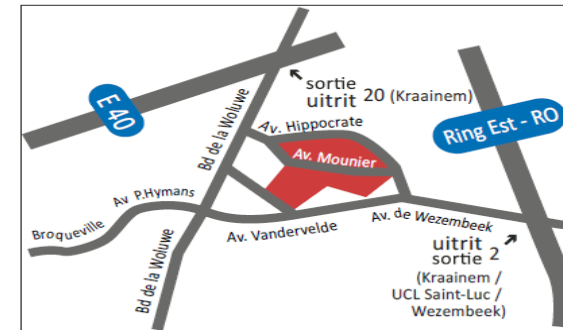 E 40
sortie
uitrit 20 (Kraainem)
Ring Est - RO
Bd de la Woluwe
Av. Hippocrate
Av. Mounier
Av P.Hymans
Broqueville
Av. Vandervelde
Av. de Wezembeek
Bd de la Woluwe
uitrit
sortie 2
(Kraainem /
UCL Saint-Luc /
Wezembeek)